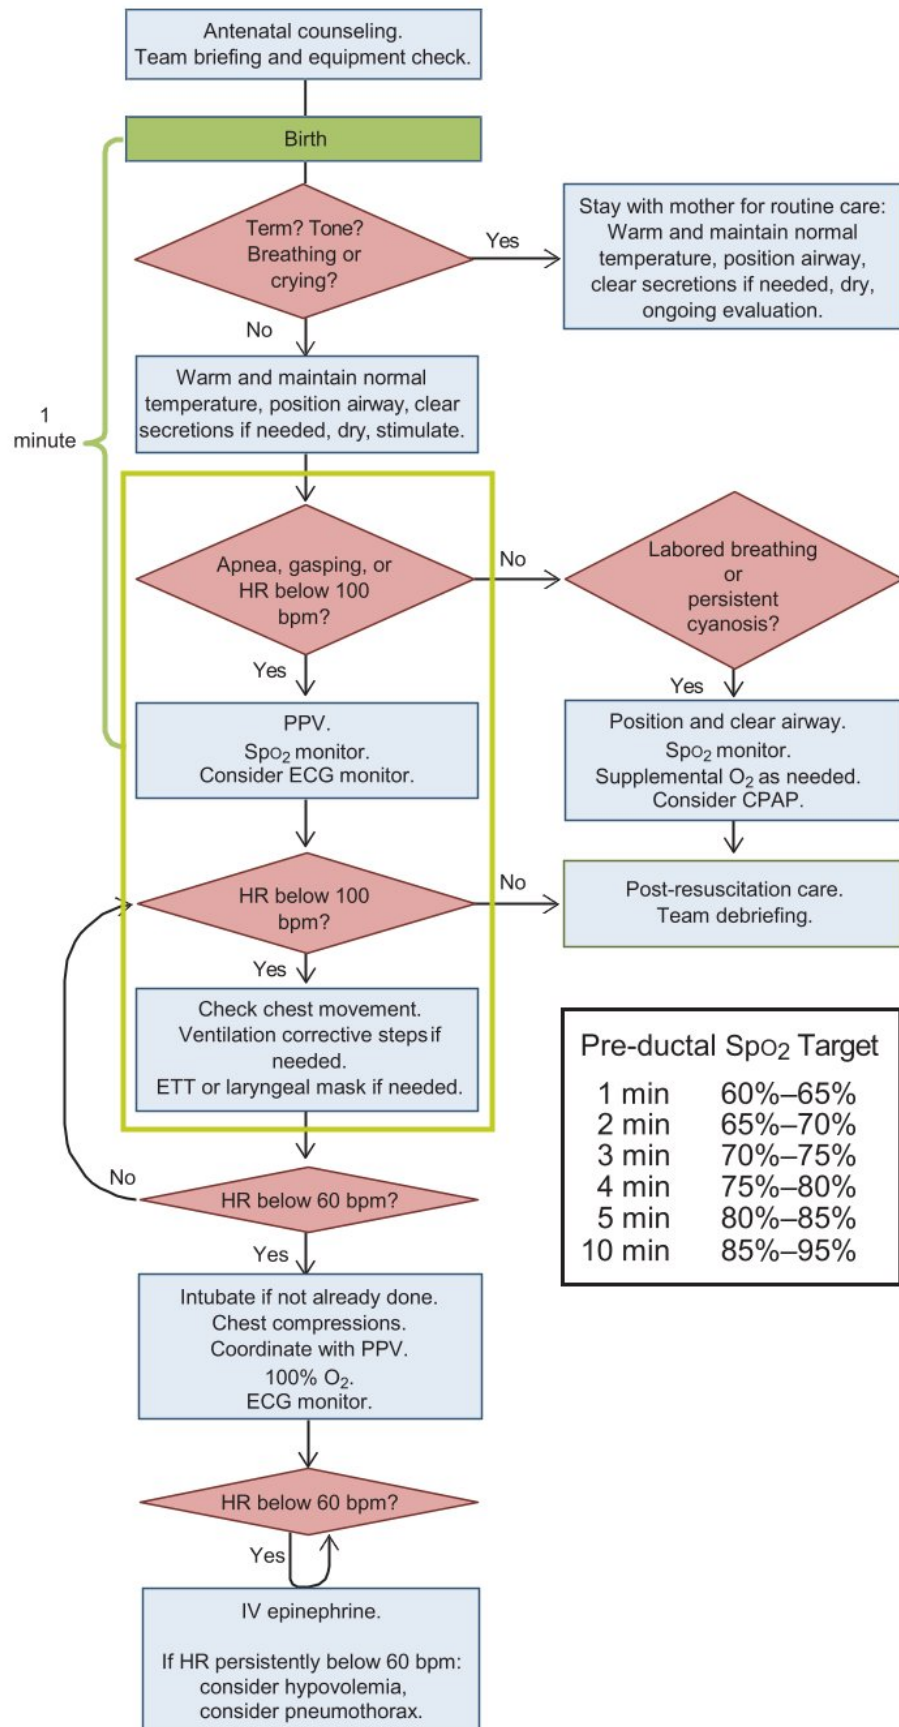 Antenatal counseling.
Team briefing and equipment check.
Birth
Term? Tone?
Breathing or
crying?
Yes
Stay with mother for routine care:
Warm and maintain normal
temperature, position airway,
clear secretions if needed, dry,
ongoing evaluation.
No
Warm and maintain normal
temperature, position airway, clear
secretions if needed, dry, stimulate.
1
minute
Apnea, gasping, or
HR below 100
bpm?
No
Labored breathing
or
persistent
cyanosis?
Yes
Yes
PPV.
SpO₂ monitor.
Consider ECG monitor.
Position and clear airway.
SpO₂ monitor.
Supplemental O₂ as needed.
Consider CPAP.
HR below 100
bpm?
No
Post-resuscitation care.
Team debriefing.
Yes
Check chest movement.
Ventilation corrective steps if
needed.
ETT or laryngeal mask if needed.
Pre-ductal SpO₂ Target
1 min 60%–65%
2 min 65%–70%
3 min 70%–75%
4 min 75%–80%
5 min 80%–85%
10 min 85%–95%
No
HR below 60 bpm?
Yes
Intubate if not already done.
Chest compressions.
Coordinate with PPV.
100% O₂.
ECG monitor.
HR below 60 bpm?
Yes
IV epinephrine.
If HR persistently below 60 bpm:
consider hypovolemia,
consider pneumothorax.